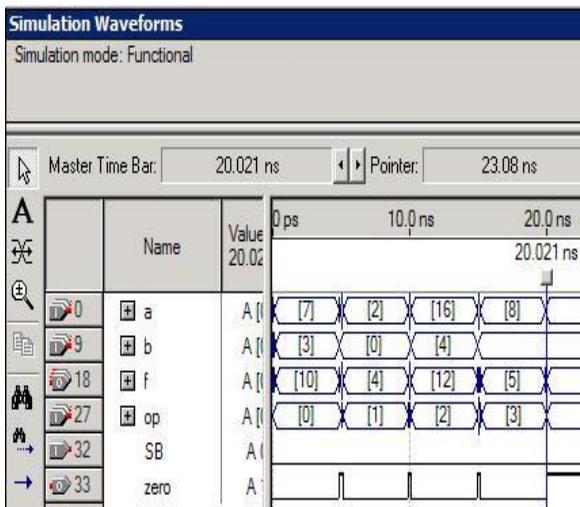 Simulation Waveforms
Simulation mode: Functional
Master Time Bar: 20.021 ns Pointer: 23.08 ns
Name Value 20.02 0 ps 10.0 ns 20.0 ns
20.021 ns
0 a A [ [7] [2] [16] [8]
9 b A [ [3] [0] [4]
18 f A [ [10] [4] [12] [5]
27 op A [ [0] [1] [2] [3]
32 SB A
33 zero A